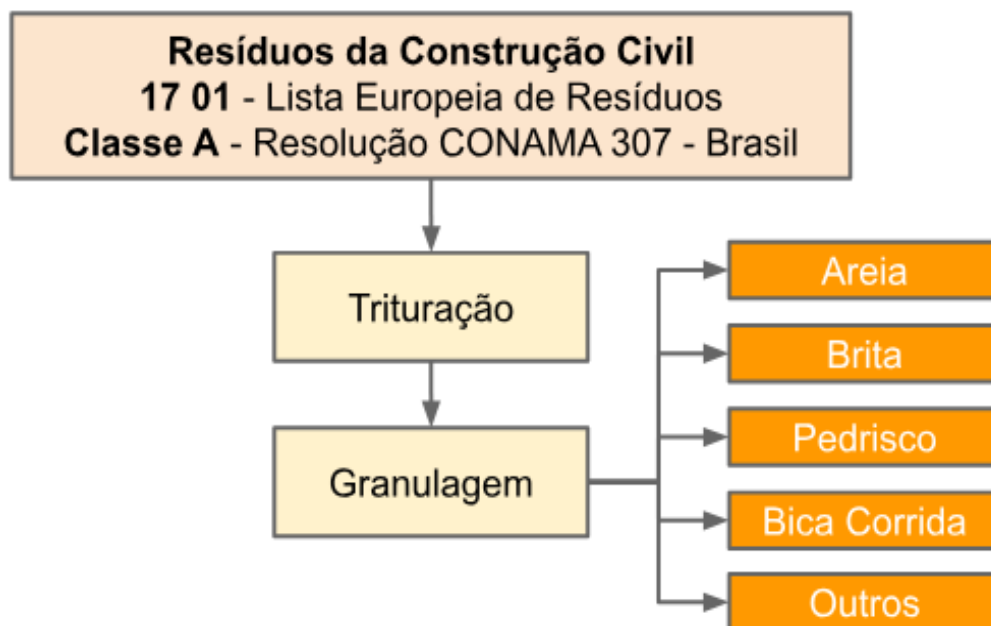 Resíduos da Construção Civil
17 01 - Lista Europeia de Resíduos
Classe A - Resolução CONAMA 307 - Brasil
Trituração
Granulagem
Areia
Brita
Pedrisco
Bica Corrida
Outros